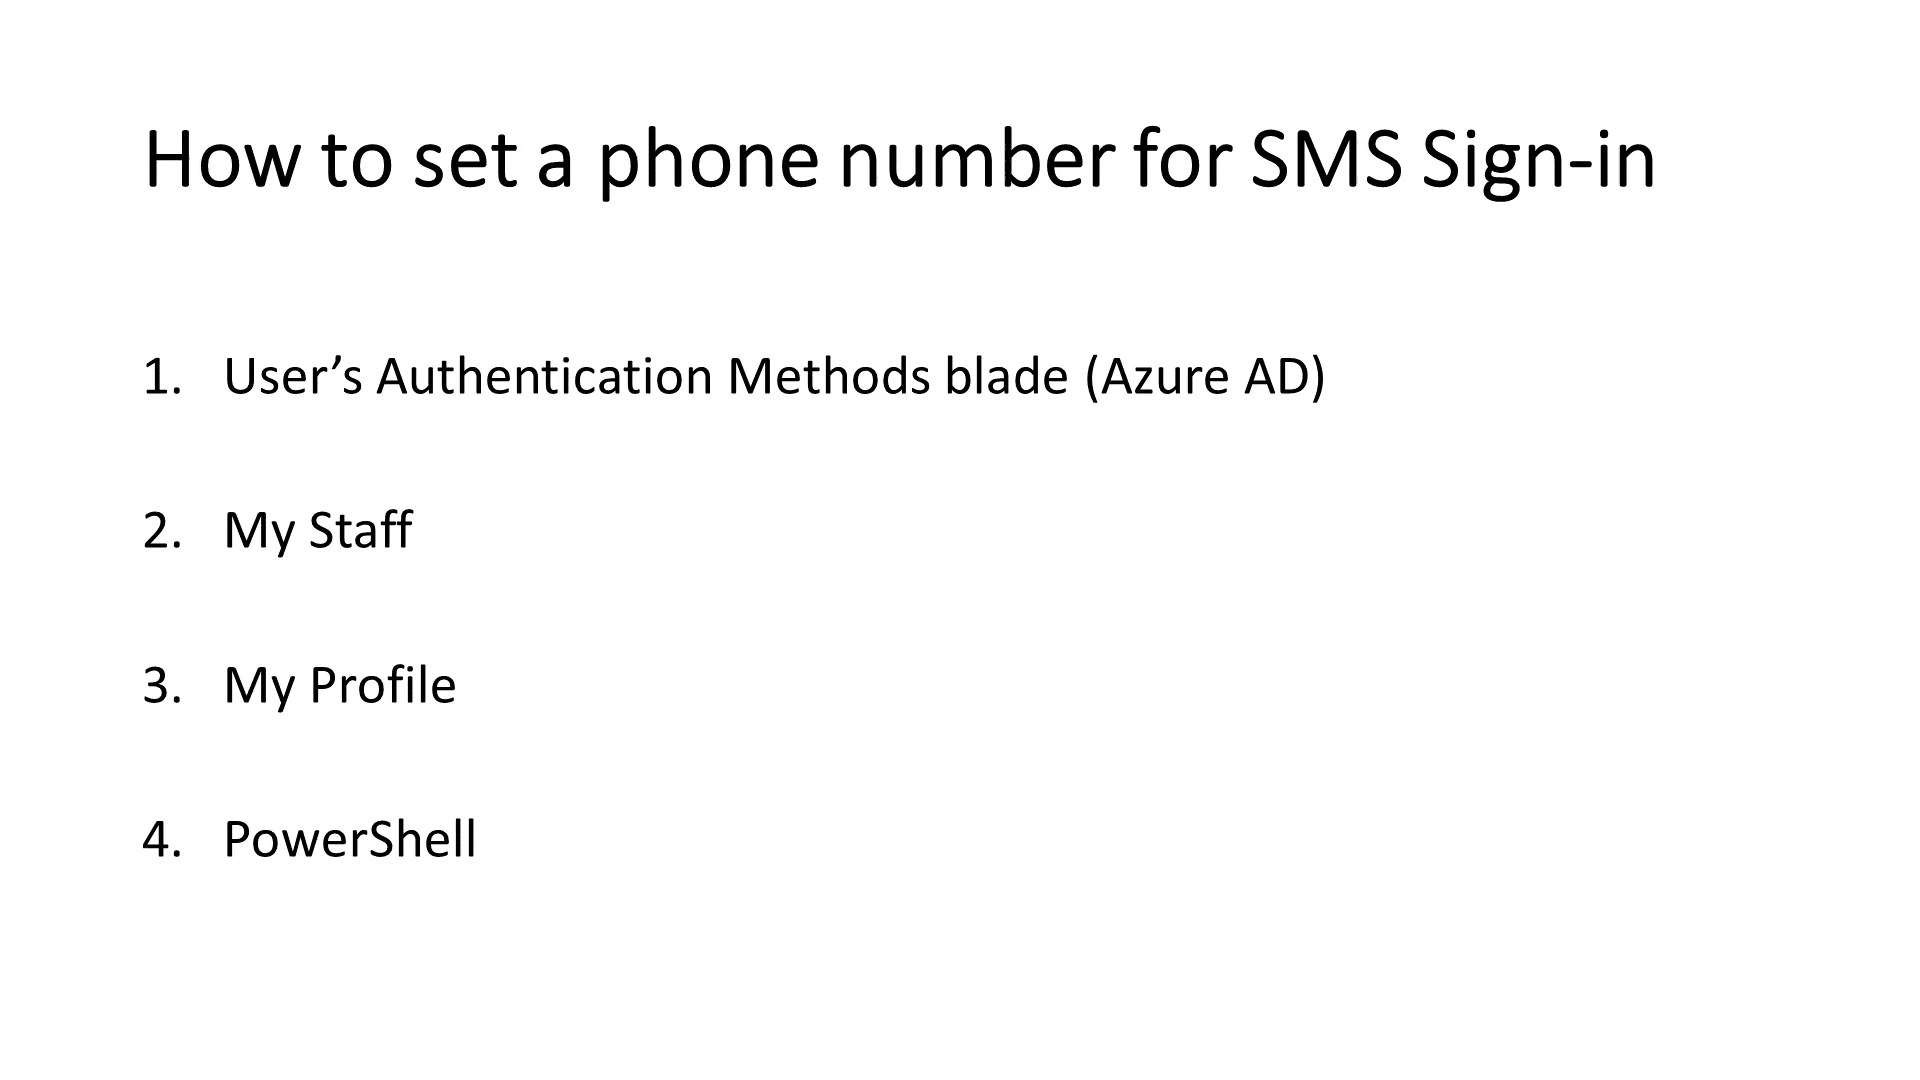 How to set a phone number for SMS Sign-in
1. User’s Authentication Methods blade (Azure AD)
2. My Staff
3. My Profile
4. PowerShell